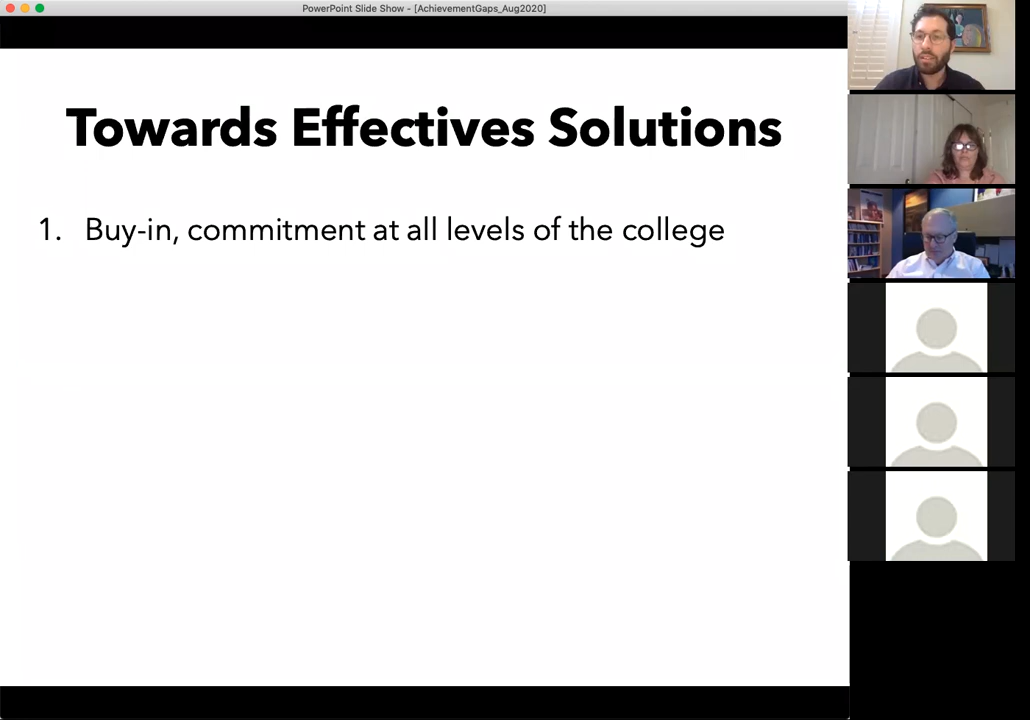 PowerPoint Slide Show - [AchievementGaps_Aug2020]
Towards Effectives Solutions
1. Buy-in, commitment at all levels of the college